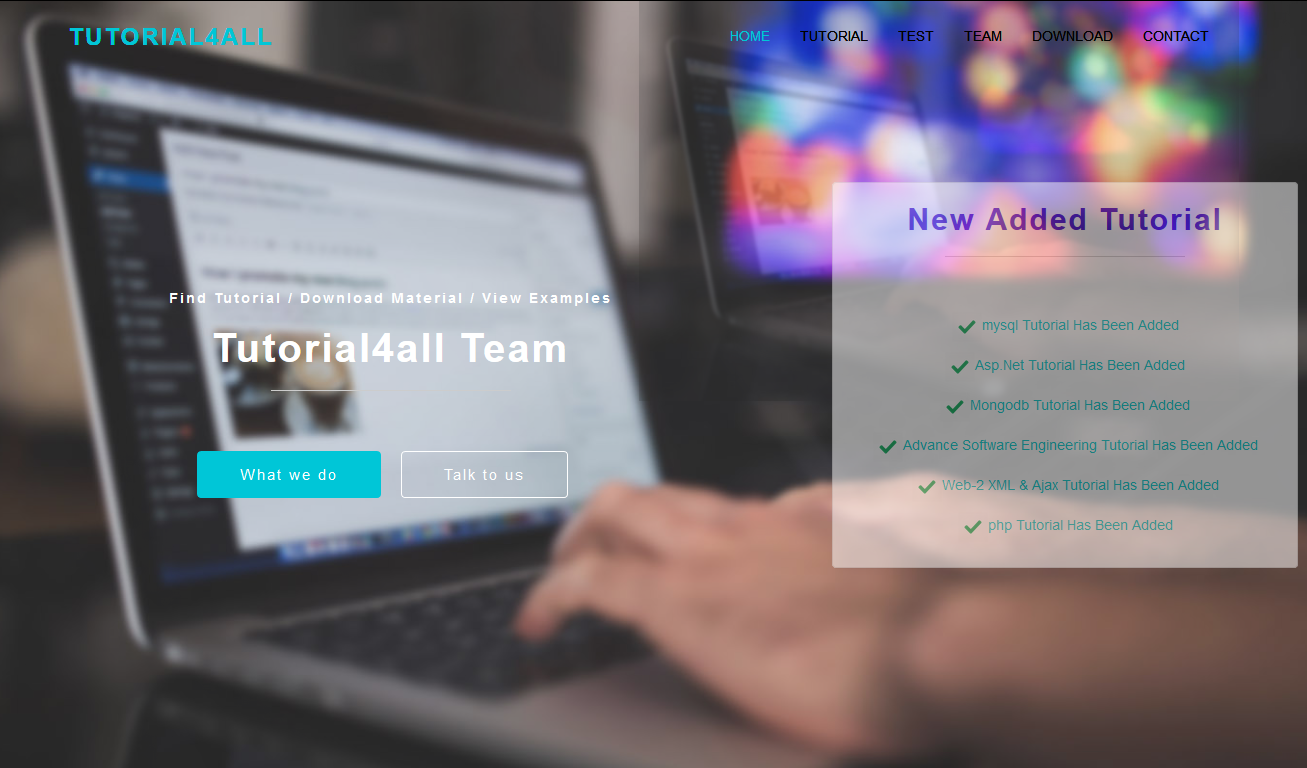 TUTORIAL4ALL
HOME TUTORIAL TEST TEAM DOWNLOAD CONTACT
Find Tutorial / Download Material / View Examples
Tutorial4all Team
What we do
Talk to us
New Added Tutorial
mysql Tutorial Has Been Added
Asp.Net Tutorial Has Been Added
Mongodb Tutorial Has Been Added
Advance Software Engineering Tutorial Has Been Added
Web-2 XML & Ajax Tutorial Has Been Added
php Tutorial Has Been Added